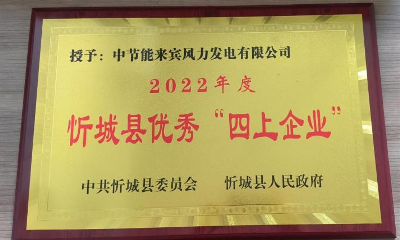 授予：中节能来宾风力发电有限公司
2022年度
忻城县优秀“四上企业”
中共忻城县委员会 忻城县人民政府